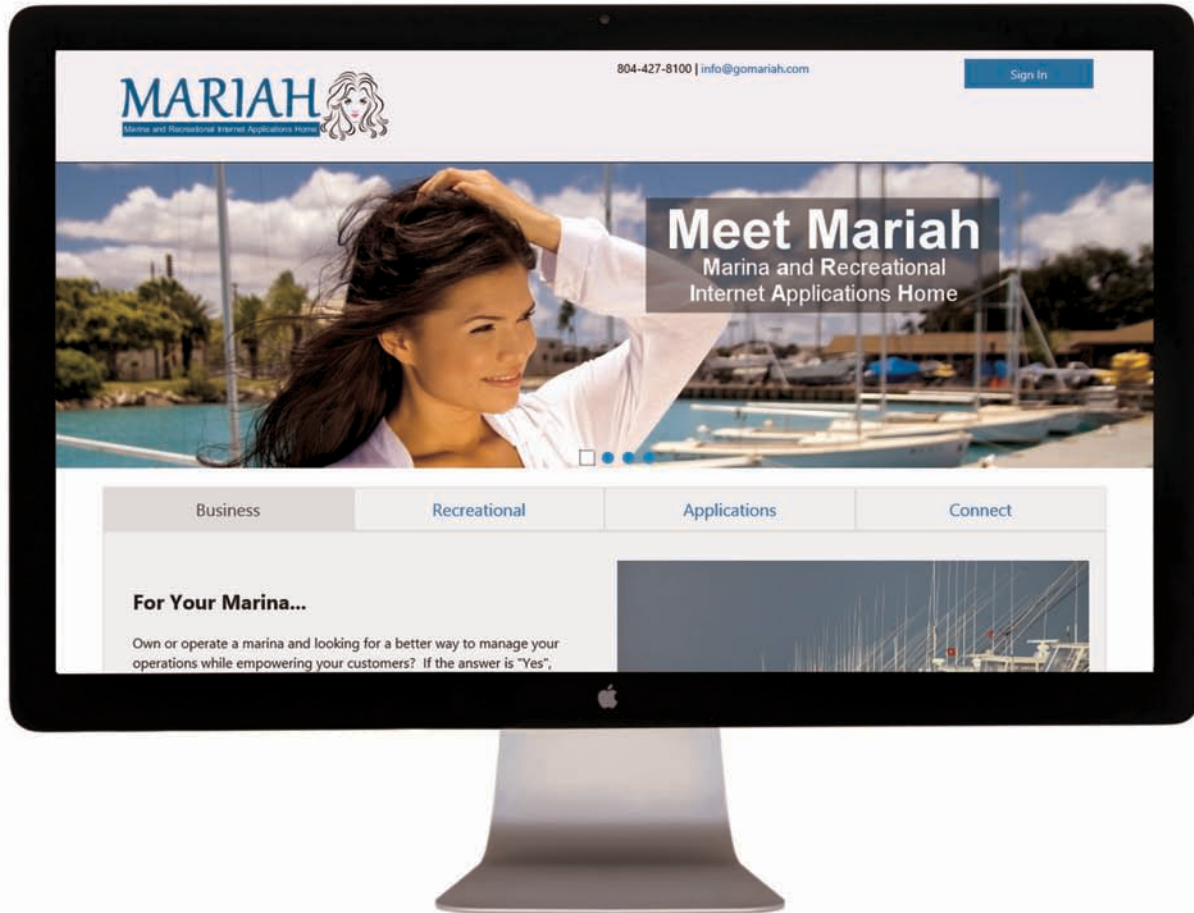 MARIAH
Marina and Recreational Internet Applications Home
804-427-8100 | info@gomariah.com
Sign In
Meet Mariah
Marina and Recreational
Internet Applications Home
Business
Recreational
Applications
Connect
For Your Marina...
Own or operate a marina and looking for a better way to manage your
operations while empowering your customers? If the answer is "Yes",